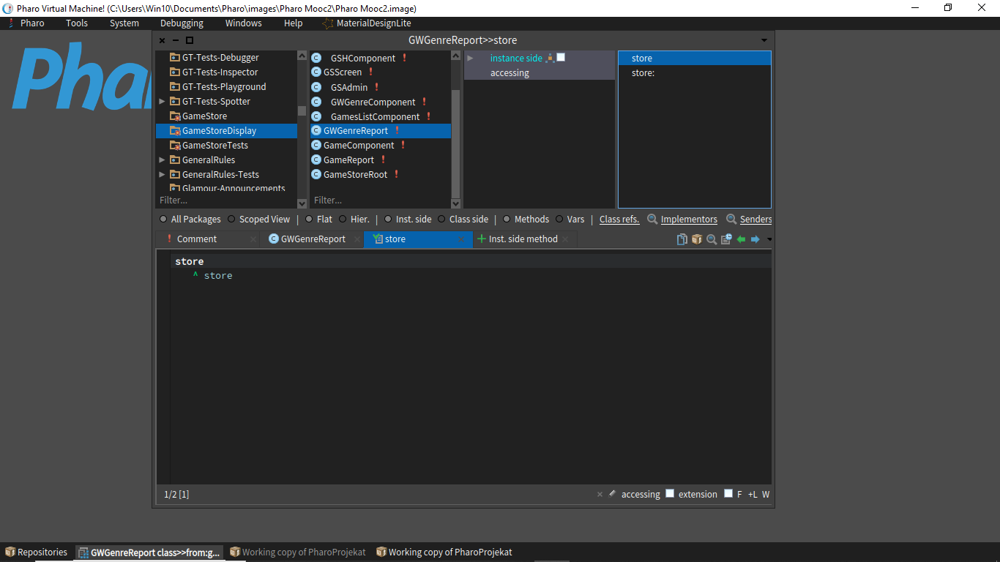 Pharo Virtual Machine! (C:\Users\Win10\Documents\Pharo\images\Pharo Mooc2\Pharo Mooc2.image)
Pharo Tools System Debugging Windows Help MaterialDesignLite
GWGenreReport>>store
GT-Tests-Debugger
GT-Tests-Inspector
GT-Tests-Playground
GT-Tests-Spotter
GameStore
GameStoreDisplay
GameStoreTests
GeneralRules
GeneralRules-Tests
Glamour-Announcements
Filter...
GSHComponent
GSScreen
GSAdmin
GWGenreComponent
GamesListComponent
GWGenreReport
GameComponent
GameReport
GameStoreRoot
Filter...
instance side
accessing
store
store:
All Packages Scoped View | Flat Hier. | Inst. side Class side | Methods Vars Class refs. Implementors Senders
Comment GWGenreReport store Inst. side method
store
^ store
1/2 [1] accessing extension F +L W
Repositories GWGenreReport class>>from:g... Working copy of PharoProjekat Working copy of PharoProjekat